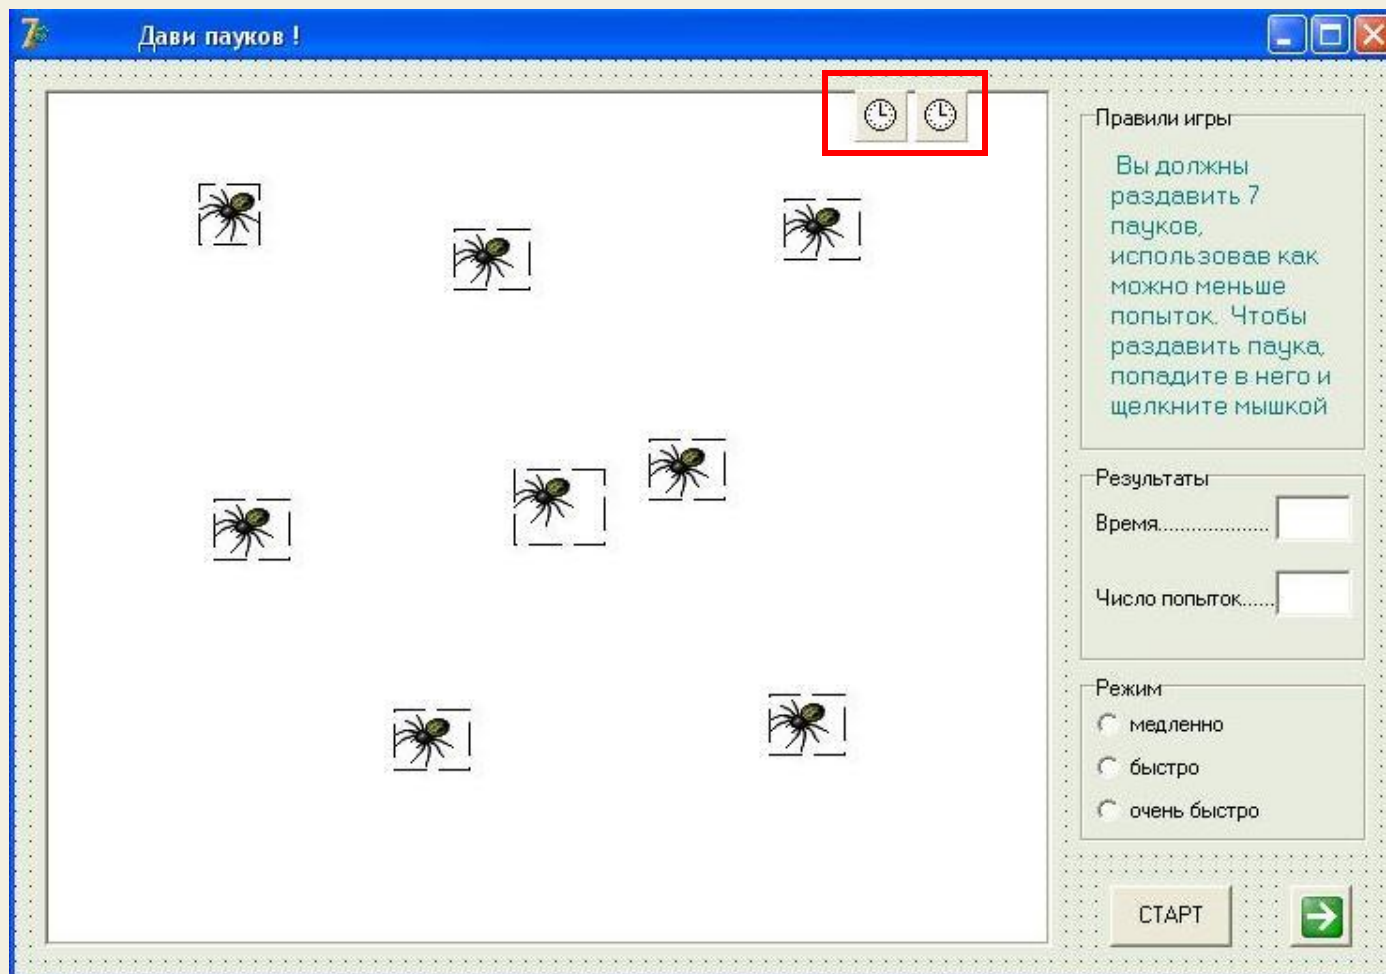 Дави пауков !
Правили игры
Вы должны
раздавить 7
пауков,
использовав как
можно меньше
попыток. Чтобы
раздавить паука,
попадите в него и
щелкните мышкой
Результаты
Время...................
Число попыток......
Режим
медленно
быстро
очень быстро
СТАРТ